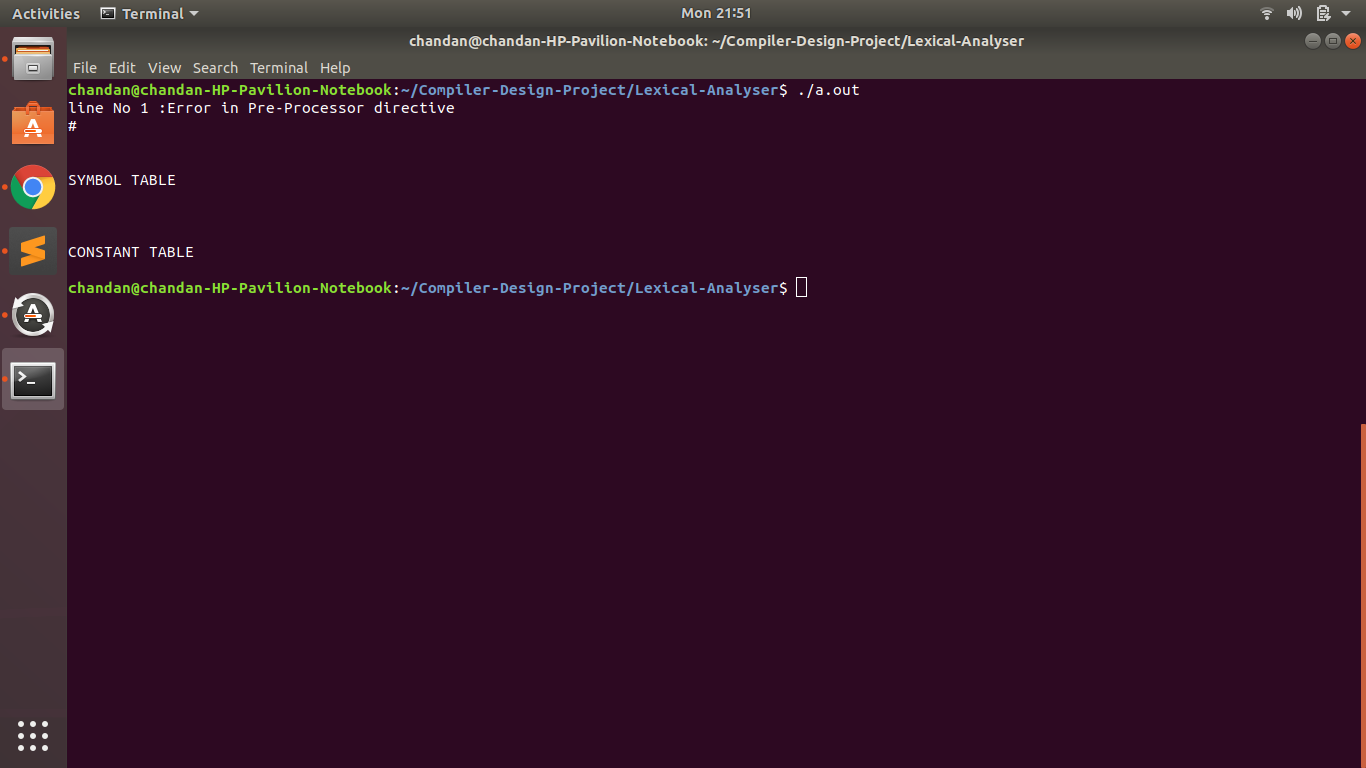 Activities Terminal Mon 21:51
chandan@chandan-HP-Pavilion-Notebook: ~/Compiler-Design-Project/Lexical-Analyser
File Edit View Search Terminal Help
chandan@chandan-HP-Pavilion-Notebook:~/Compiler-Design-Project/Lexical-Analyser$ ./a.out
line No 1 :Error in Pre-Processor directive
#
SYMBOL TABLE
CONSTANT TABLE
chandan@chandan-HP-Pavilion-Notebook:~/Compiler-Design-Project/Lexical-Analyser$